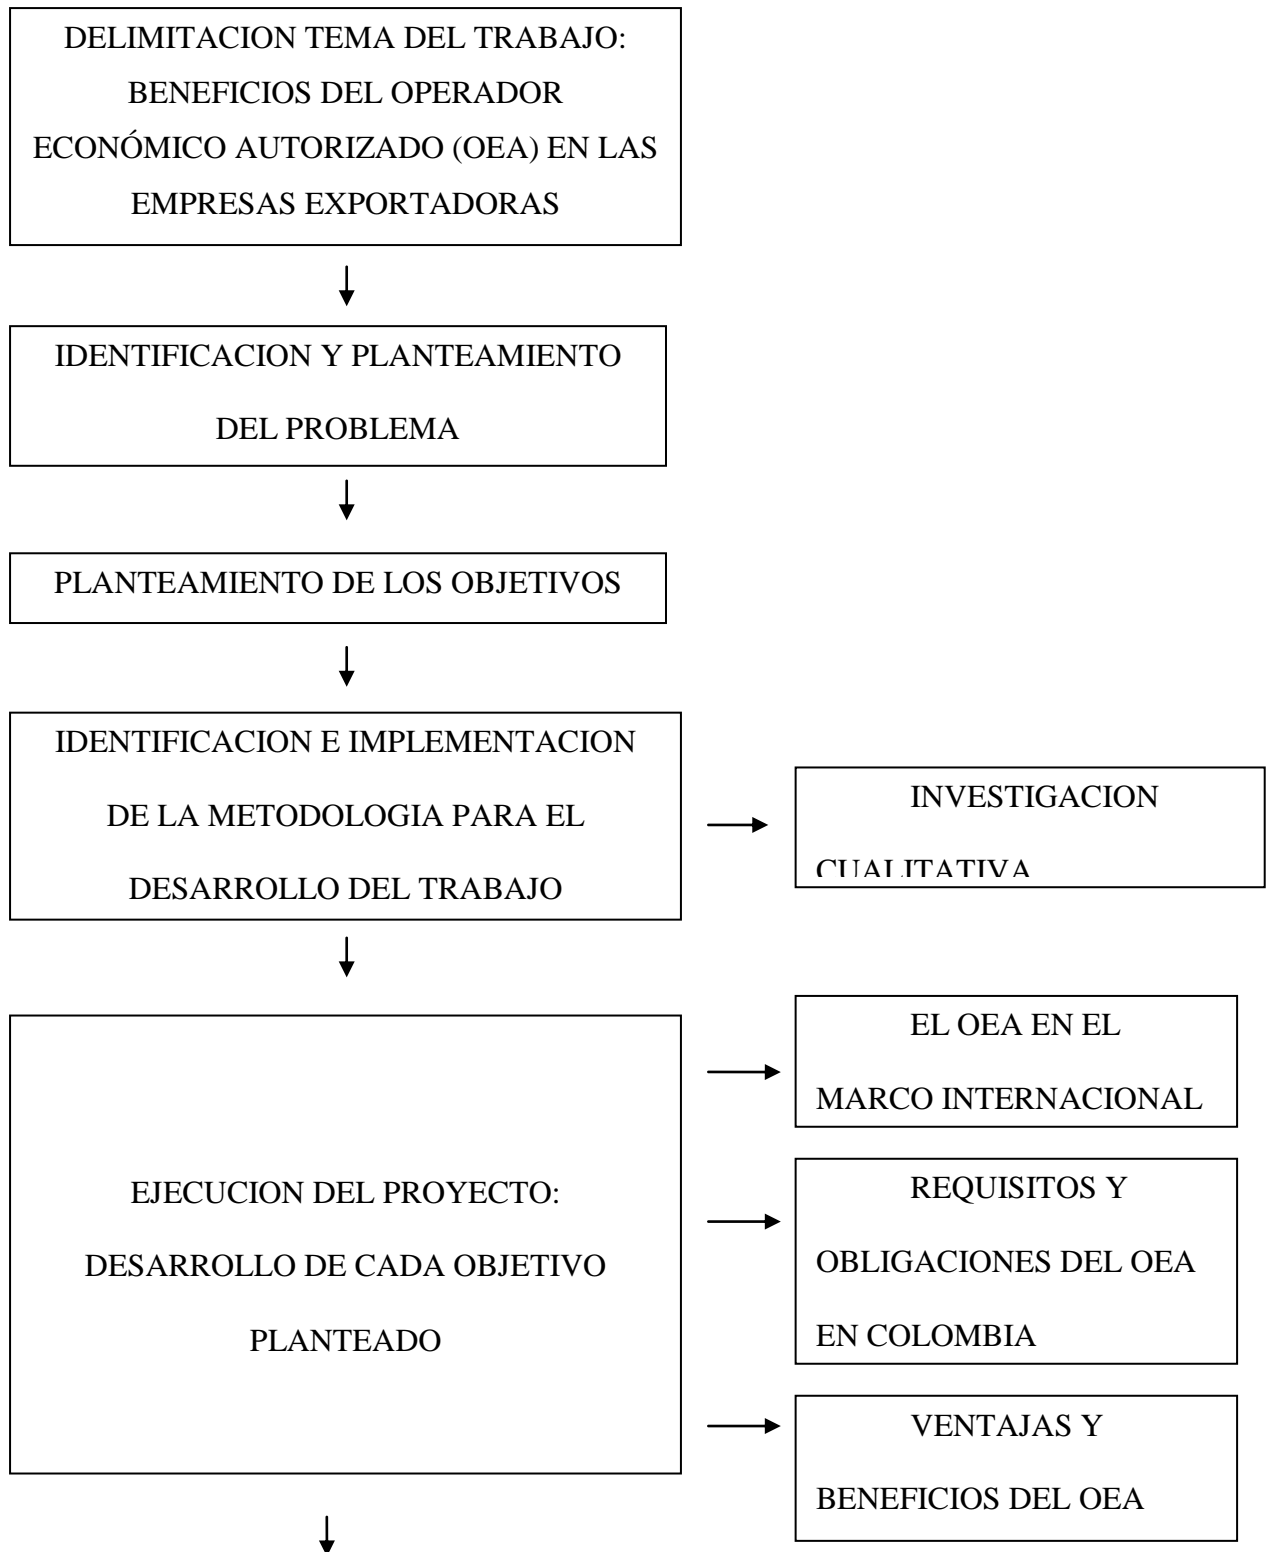 DELIMITACION TEMA DEL TRABAJO:
BENEFICIOS DEL OPERADOR
ECONÓMICO AUTORIZADO (OEA) EN LAS
EMPRESAS EXPORTADORAS
IDENTIFICACION Y PLANTEAMIENTO
DEL PROBLEMA
PLANTEAMIENTO DE LOS OBJETIVOS
IDENTIFICACION E IMPLEMENTACION
DE LA METODOLOGIA PARA EL
DESARROLLO DEL TRABAJO
INVESTIGACION
CUALITATIVA
EJECUCION DEL PROYECTO:
DESARROLLO DE CADA OBJETIVO
PLANTEADO
EL OEA EN EL
MARCO INTERNACIONAL
REQUISITOS Y
OBLIGACIONES DEL OEA
EN COLOMBIA
VENTAJAS Y
BENEFICIOS DEL OEA